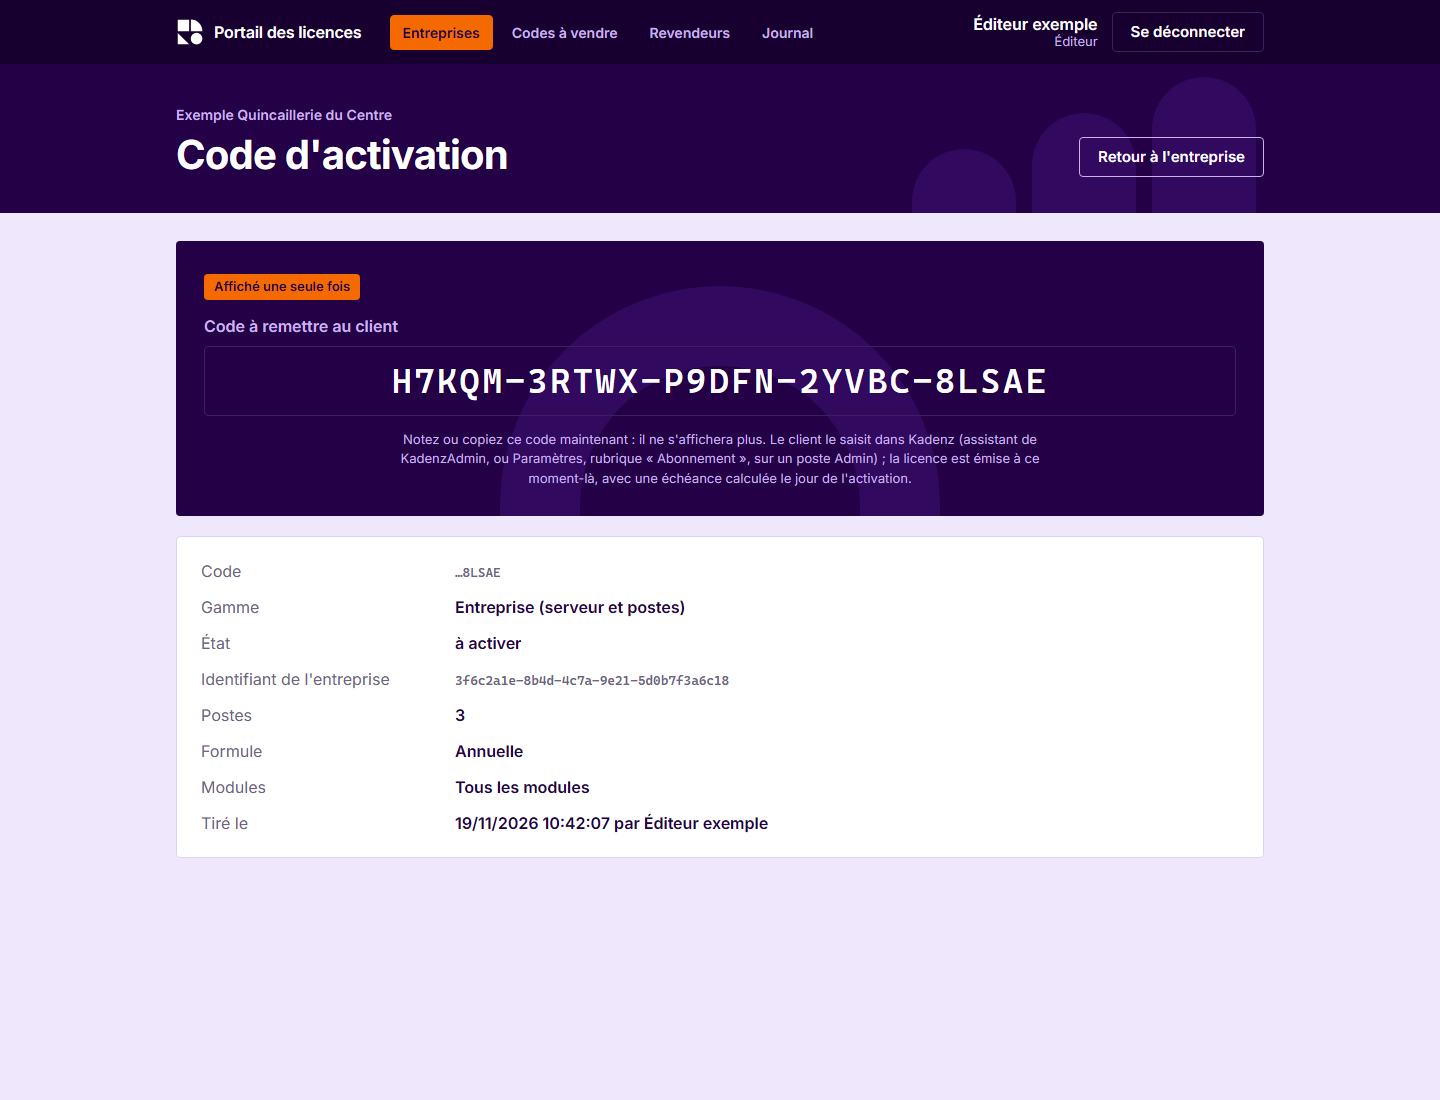 Portail des licences
Entreprises
Codes à vendre
Revendeurs
Journal
Éditeur exemple
Éditeur
Se déconnecter
Exemple Quincaillerie du Centre
Code d'activation
Retour à l'entreprise
Affiché une seule fois
Code à remettre au client
H7KQM-3RTWX-P9DFN-2YVBC-8LSAE
Notez ou copiez ce code maintenant : il ne s'affichera plus. Le client le saisit dans Kadenz (assistant de
KadenzAdmin, ou Paramètres, rubrique « Abonnement », sur un poste Admin) ; la licence est émise à ce
moment-là, avec une échéance calculée le jour de l'activation.
Code …8LSAE
Gamme Entreprise (serveur et postes)
État à activer
Identifiant de l'entreprise 3f6c2a1e-8b4d-4c7a-9e21-5d0b7f3a6c18
Postes 3
Formule Annuelle
Modules Tous les modules
Tiré le 19/11/2026 10:42:07 par Éditeur exemple